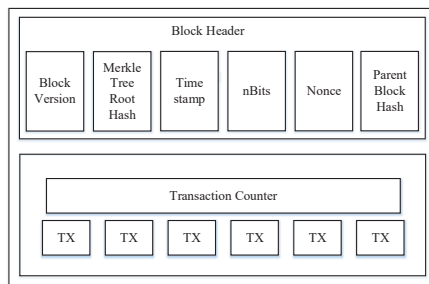 Block Header
Block
Version
Merkle
Tree
Root
Hash
Time
stamp
nBits
Nonce
Parent
Block
Hash
Transaction Counter
TX
TX
TX
TX
TX
TX